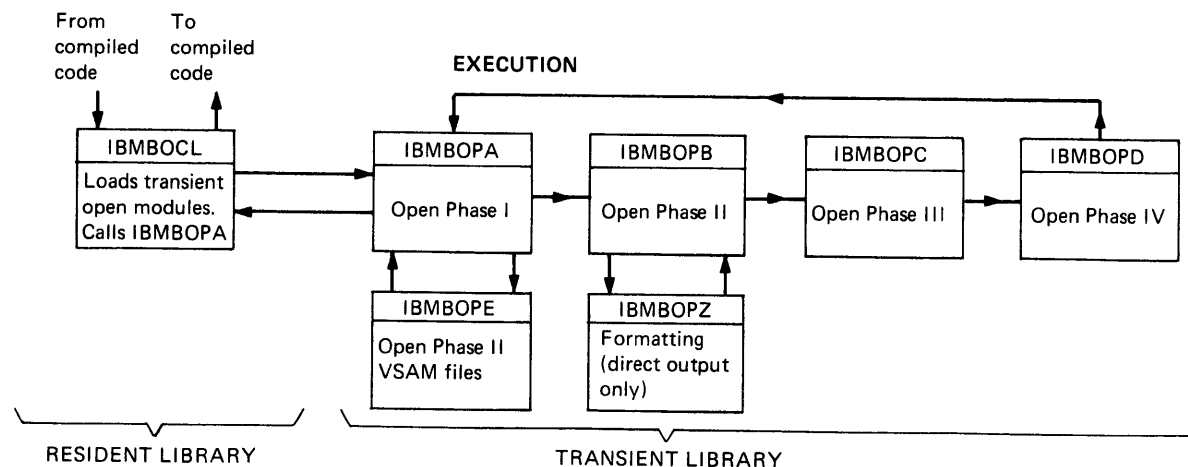 From
compiled
code
To
compiled
code
EXECUTION
IBMBOCL
Loads transient
open modules.
Calls IBMBOPA
IBMBOPA
Open Phase I
IBMBOPB
Open Phase II
IBMBOPC
Open Phase III
IBMBOPD
Open Phase IV
IBMBOPE
Open Phase II
VSAM files
IBMBOPZ
Formatting
(direct output
only)
RESIDENT LIBRARY
TRANSIENT LIBRARY